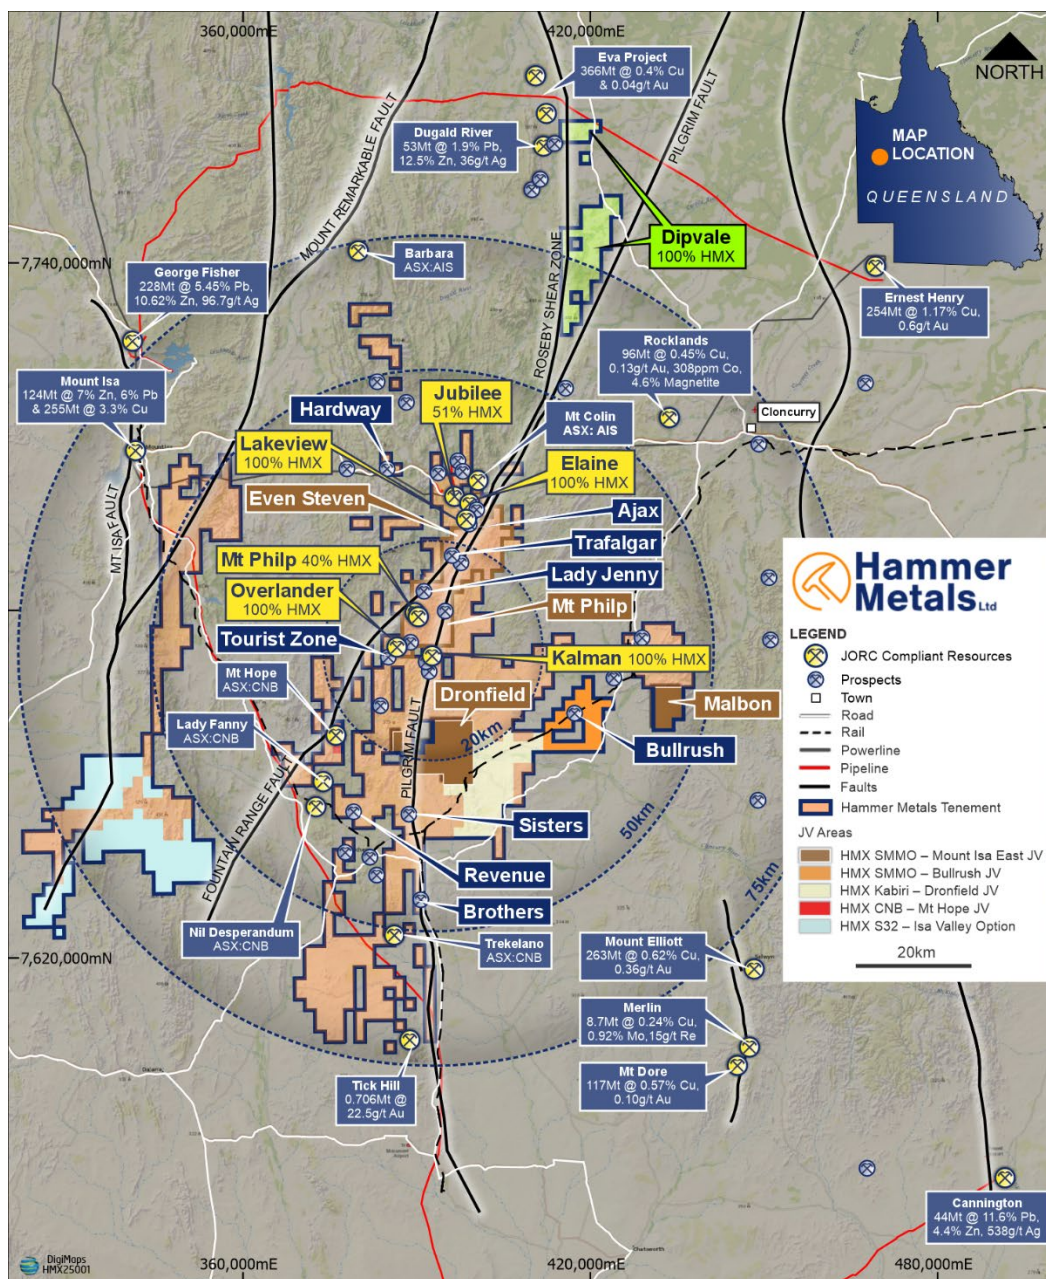 360,000mE
420,000mE
NORTH
Eva Project
366Mt @ 0.4% Cu
& 0.04g/t Au
MOUNT REMARKABLE FAULT
PILGRIM FAULT
MAP
LOCATION
QUEENSLAND
Dugald River
53Mt @ 1.9% Pb,
12.5% Zn, 36g/t Ag
Dipvale
100% HMX
7,740,000mN
Barbara
ASX:AIS
George Fisher
228Mt @ 5.45% Pb,
10.62% Zn, 96.7g/t Ag
ROSEBY SHEAR ZONE
Ernest Henry
254Mt @ 1.17% Cu,
0.6g/t Au
Rocklands
96Mt @ 0.45% Cu,
0.13g/t Au, 308ppm Co,
4.6% Magnetite
Mount Isa
124Mt @ 7% Zn, 6% Pb
& 255Mt @ 3.3% Cu
Jubilee
51% HMX
Hardway
Mt Colin
ASX: AIS
Cloncurry
Lakeview
100% HMX
Elaine
100% HMX
Even Steven
Ajax
MT ISA FAULT
Trafalgar
Mt Philp 40% HMX
Lady Jenny
Overlander
100% HMX
Mt Philp
Tourist Zone
Kalman 100% HMX
Mt Hope
ASX:CNB
Dronfield
Malbon
Lady Fanny
ASX:CNB
20km
Bullrush
PILGRIM FAULT
FOUNTAIN RANGE FAULT
Sisters
50km
Revenue
75km
Brothers
Nil Desperandum
ASX:CNB
Trekelano
ASX:CNB
7,620,000mN
Mount Elliott
263Mt @ 0.62% Cu,
0.36g/t Au
Merlin
8.7Mt @ 0.24% Cu,
0.92% Mo,15g/t Re
Mt Dore
117Mt @ 0.57% Cu,
0.10g/t Au
Tick Hill
0.706Mt @
22.5g/t Au
Cannington
44Mt @ 11.6% Pb,
4.4% Zn, 538g/t Ag
Hammer
Metals Ltd
LEGEND
JORC Compliant Resources
Prospects
Town
Road
Rail
Powerline
Pipeline
Faults
Hammer Metals Tenement
JV Areas
HMX SMMO – Mount Isa East JV
HMX SMMO – Bullrush JV
HMX Kabiri – Dronfield JV
HMX CNB – Mt Hope JV
HMX S32 – Isa Valley Option
20km
DigiMaps
HMX25001
360,000mE
420,000mE
480,000mE